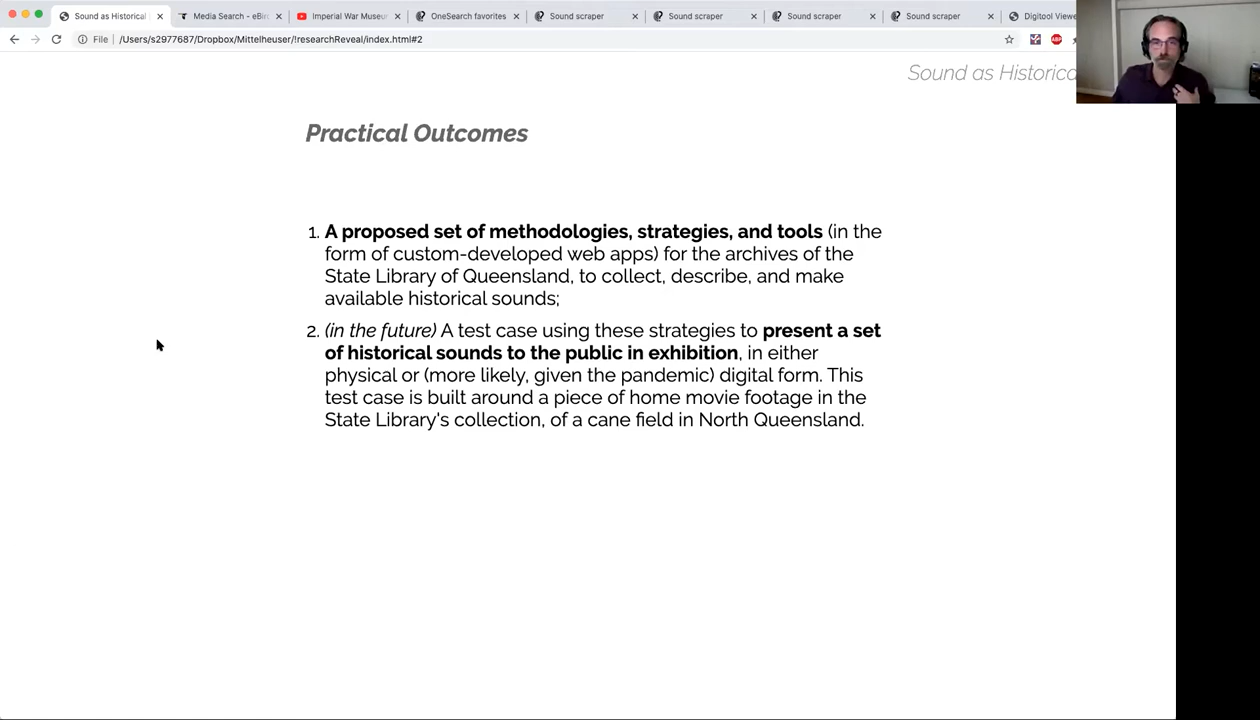 Sound as Historical
Media Search - eBir
Imperial War Museu
OneSearch favorites
Sound scraper
Sound scraper
Sound scraper
Sound scraper
Digitool Viewe
File
/Users/s2977687/Dropbox/Mittelheuser/!researchReveal/index.html#2
ABP
Sound as Historica
Practical Outcomes
1. A proposed set of methodologies, strategies, and tools (in the
form of custom-developed web apps) for the archives of the
State Library of Queensland, to collect, describe, and make
available historical sounds;
2. (in the future) A test case using these strategies to present a set
of historical sounds to the public in exhibition, in either
physical or (more likely, given the pandemic) digital form. This
test case is built around a piece of home movie footage in the
State Library's collection, of a cane field in North Queensland.